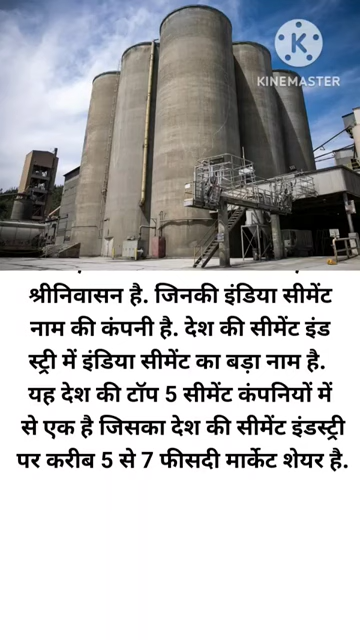 KINEMASTER
श्रीनिवासन है. जिनकी इंडिया सीमेंट
नाम की कंपनी है. देश की सीमेंट इंड
स्ट्री में इंडिया सीमेंट का बड़ा नाम है.
यह देश की टॉप 5 सीमेंट कंपनियों में
से एक है जिसका देश की सीमेंट इंडस्ट्री
पर करीब 5 से 7 फीसदी मार्केट शेयर है.